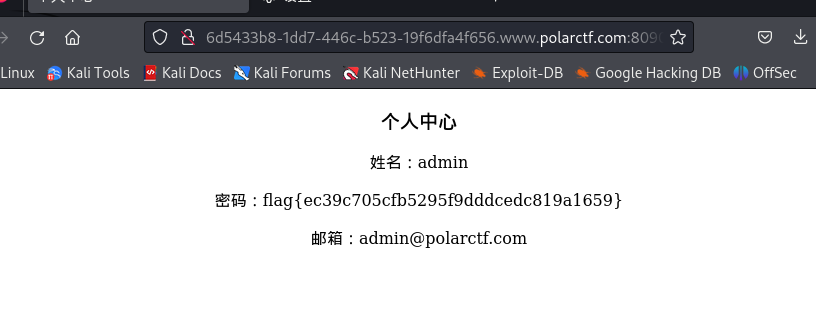 6d5433b8-1dd7-446c-b523-19f6dfa4f656.www.polarctf.com:809
Linux Kali Tools Kali Docs Kali Forums Kali NetHunter Exploit-DB Google Hacking DB OffSec
个人中心
姓名：admin
密码：flag{ec39c705cfb5295f9dddcedc819a1659}
邮箱：admin@polarctf.com